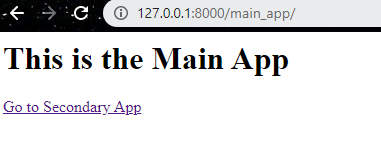 127.0.0.1:8000/main_app/
This is the Main App
Go to Secondary App